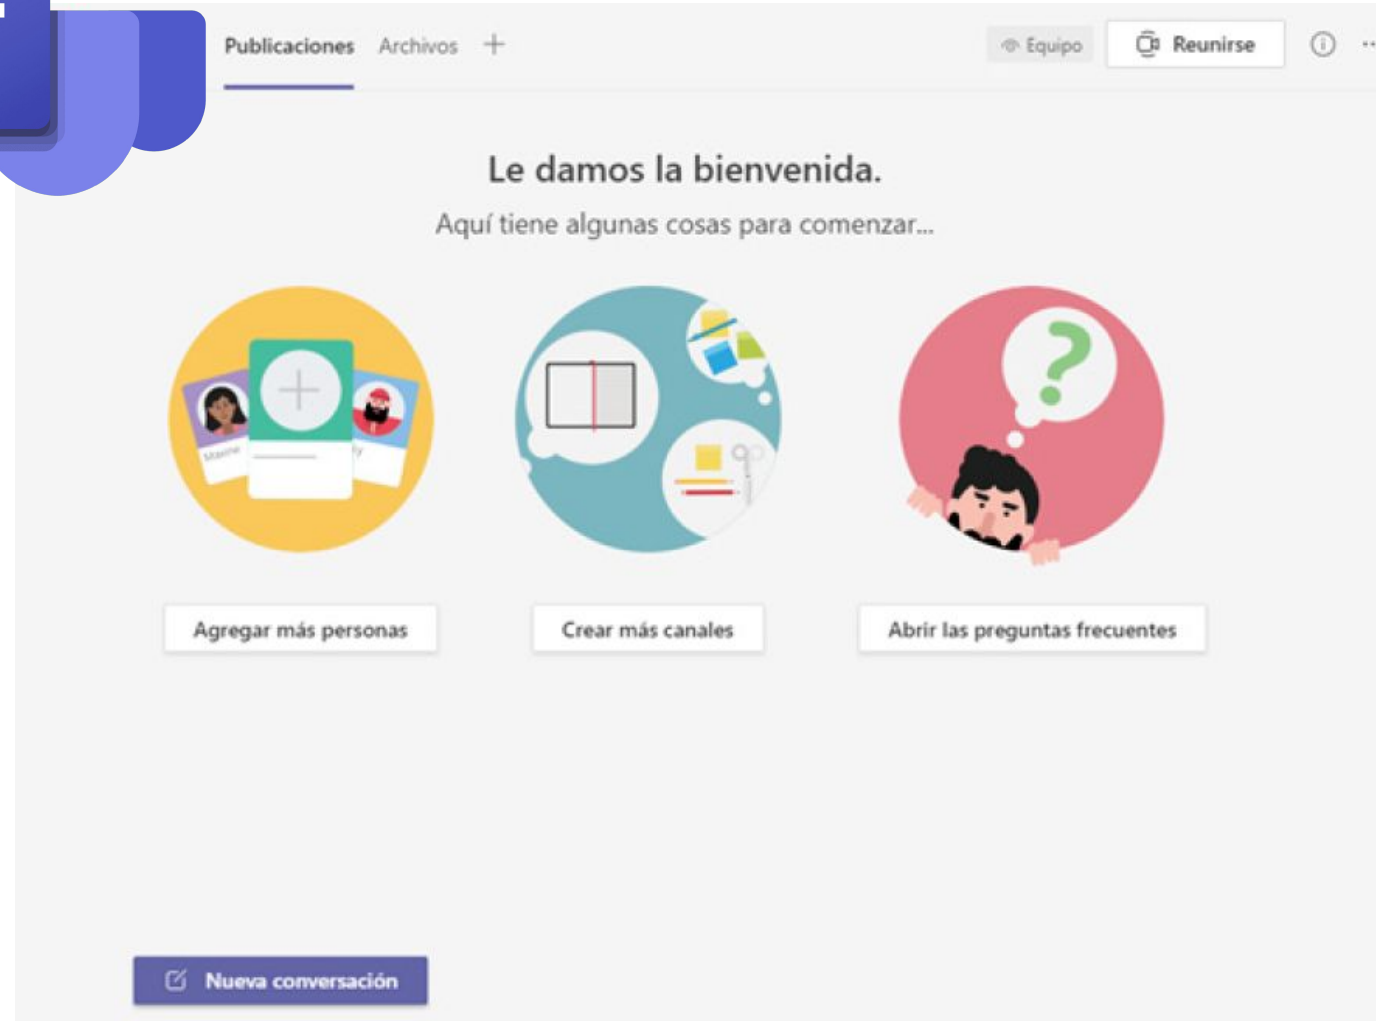 Publicaciones Archivos +
Equipo
Reunirse
Le damos la bienvenida.
Aquí tiene algunas cosas para comenzar...
Maxine
y
Agregar más personas
Crear más canales
Abrir las preguntas frecuentes
Nueva conversación